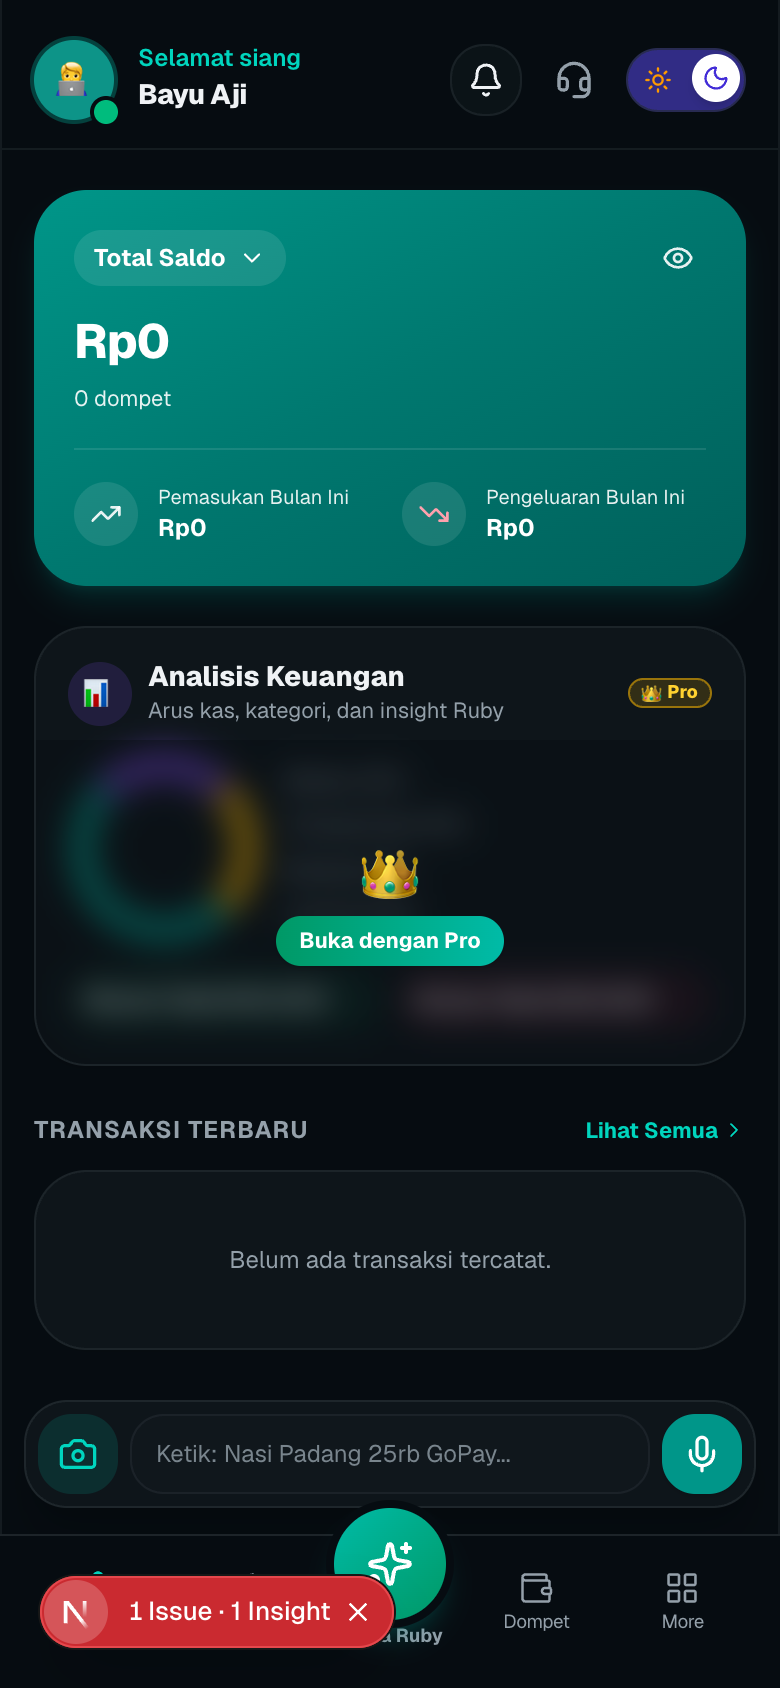 Selamat siang
Bayu Aji
Total Saldo
Rp0
0 dompet
Pemasukan Bulan Ini
Rp0
Pengeluaran Bulan Ini
Rp0
Analisis Keuangan
Arus kas, kategori, dan insight Ruby
Pro
Buka dengan Pro
TRANSAKSI TERBARU
Lihat Semua
Belum ada transaksi tercatat.
Ketik: Nasi Padang 25rb GoPay...
N
1 Issue · 1 Insight
Ruby
Dompet
More